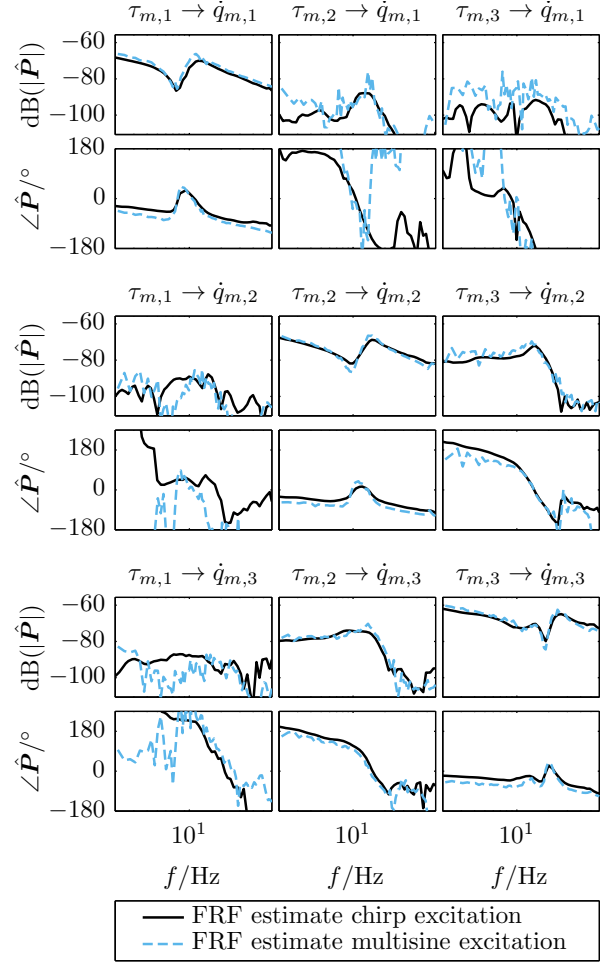 τₘ,₁ → q̇ₘ,₁ τₘ,₂ → q̇ₘ,₁ τₘ,₃ → q̇ₘ,₁
dB(|P̂|)
−60
−80
−100
∠P̂/°
180
0
−180
τₘ,₁ → q̇ₘ,₂ τₘ,₂ → q̇ₘ,₂ τₘ,₃ → q̇ₘ,₂
dB(|P̂|)
−60
−80
−100
∠P̂/°
180
0
−180
τₘ,₁ → q̇ₘ,₃ τₘ,₂ → q̇ₘ,₃ τₘ,₃ → q̇ₘ,₃
dB(|P̂|)
−60
−80
−100
∠P̂/°
180
0
−180
10¹ 10¹ 10¹
f/Hz f/Hz f/Hz
FRF estimate chirp excitation
FRF estimate multisine excitation